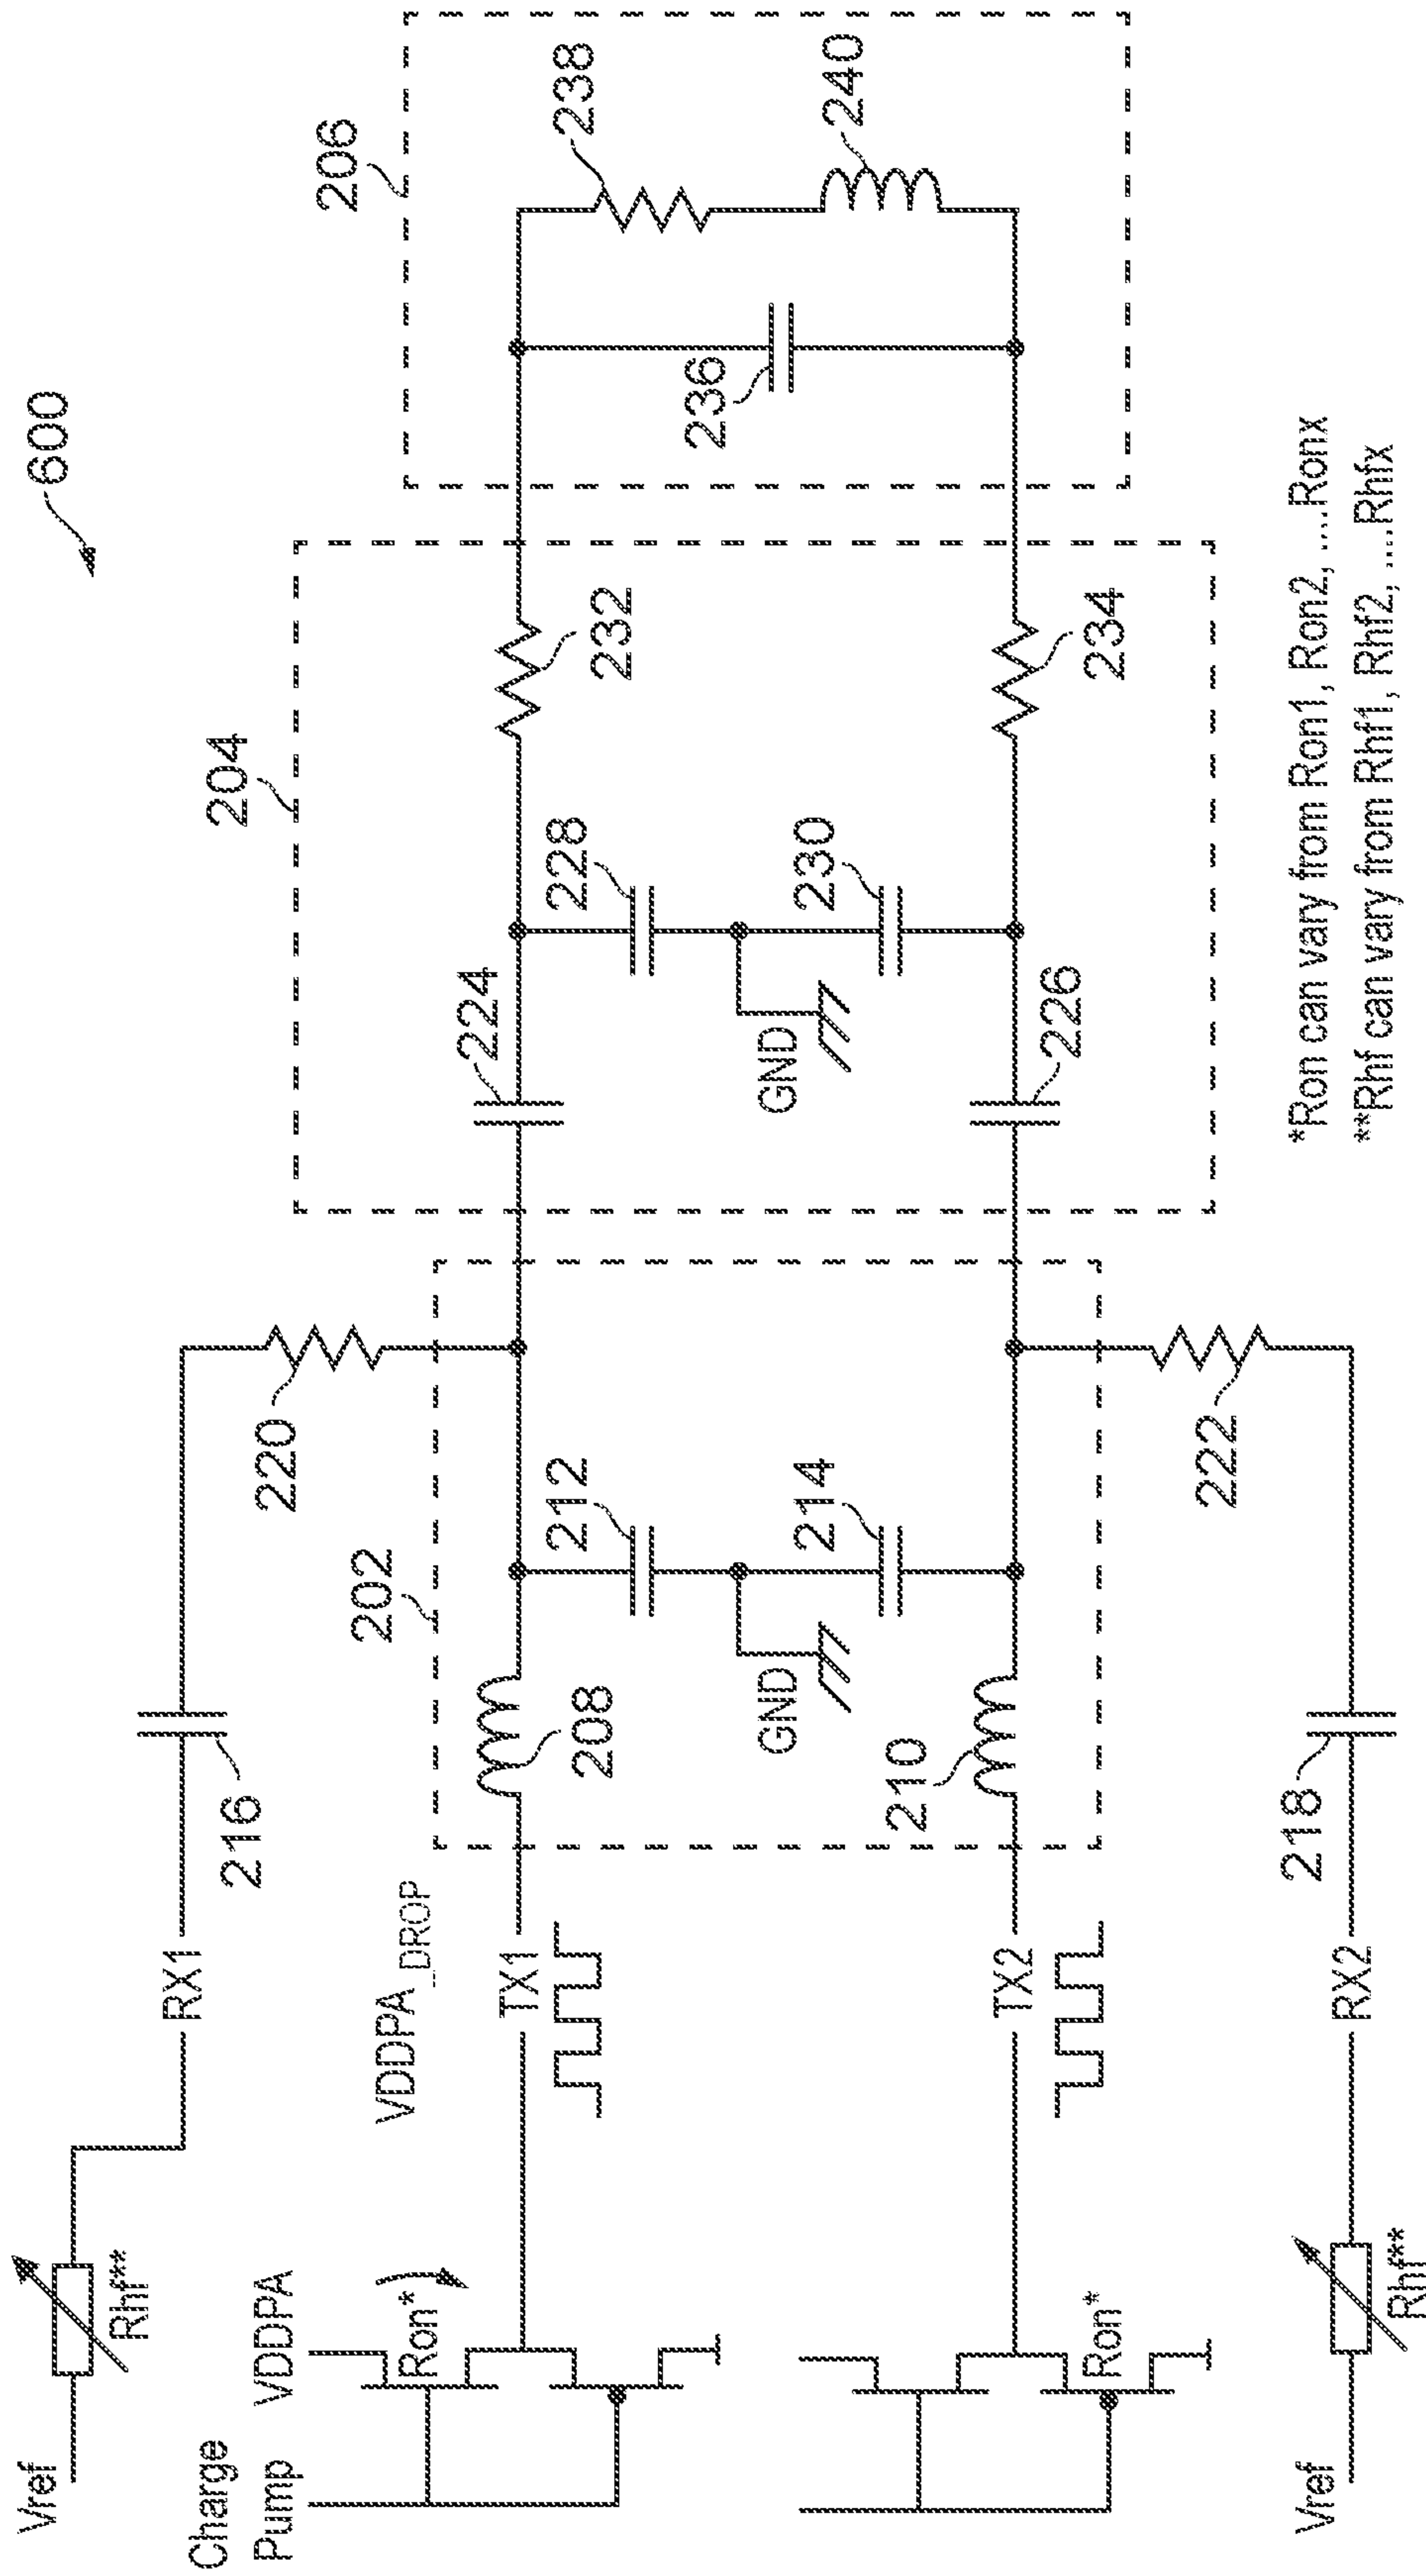 600
206
238
240
236
204
232
234
228
230
224
226
GND
220
222
202
212
214
208
210
GND
216
218
RX1
VDDPA_DROP
TX1
TX2
RX2
Rhf**
Vref
VDDPA
Ron*
Charge
Pump
Ron*
Rhf**
Vref
*Ron can vary from Ron1, Ron2, ....Ronx
**Rhf can vary from Rhf1, Rhf2, ....Rhfx